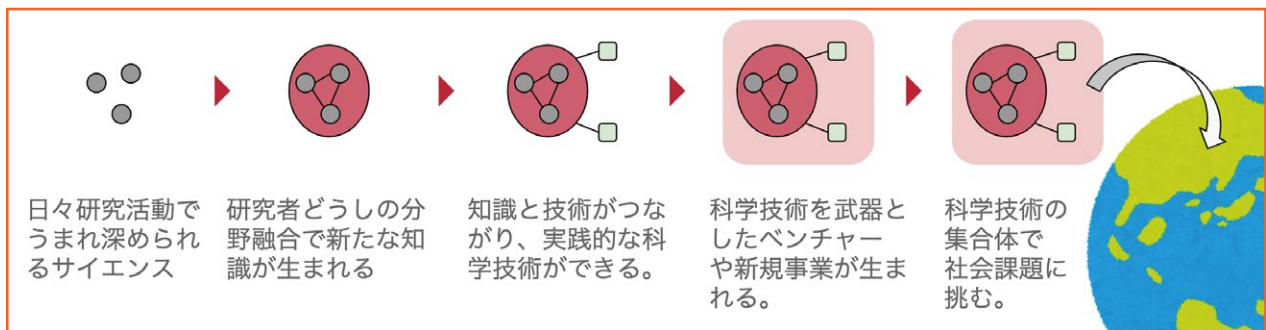 日々研究活動で
うまれ深められ
るサイエンス
研究者どうしの分
野融合で新たな知
識が生まれる
知識と技術がつな
がり、実践的な科
学技術ができる。
科学技術を武器と
したベンチャー
や新規事業が生ま
れる。
科学技術の
集合体で
社会課題に
挑む。